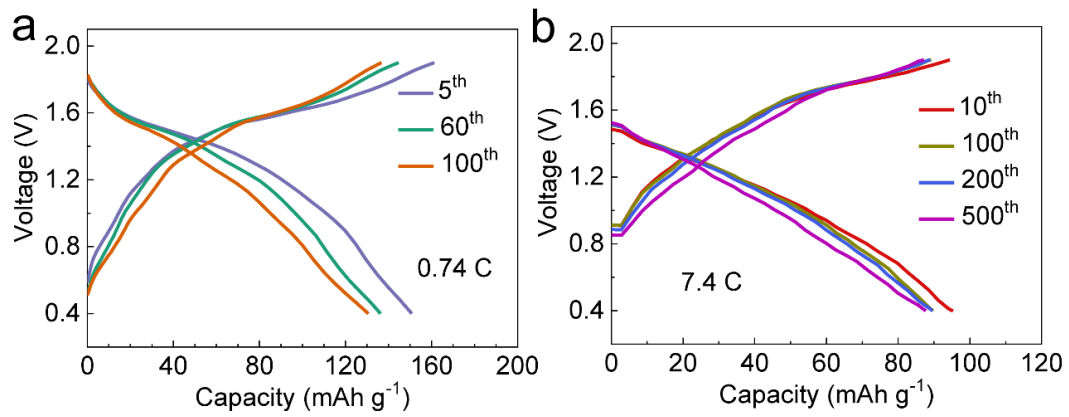 a
2.0
1.6
1.2
0.8
0.4
Voltage (V)
5th
60th
100th
0.74 C
0 40 80 120 160 200
Capacity (mAh g⁻¹)
b
2.0
1.6
1.2
0.8
0.4
Voltage (V)
10th
100th
200th
500th
7.4 C
0 20 40 60 80 100 120
Capacity (mAh g⁻¹)